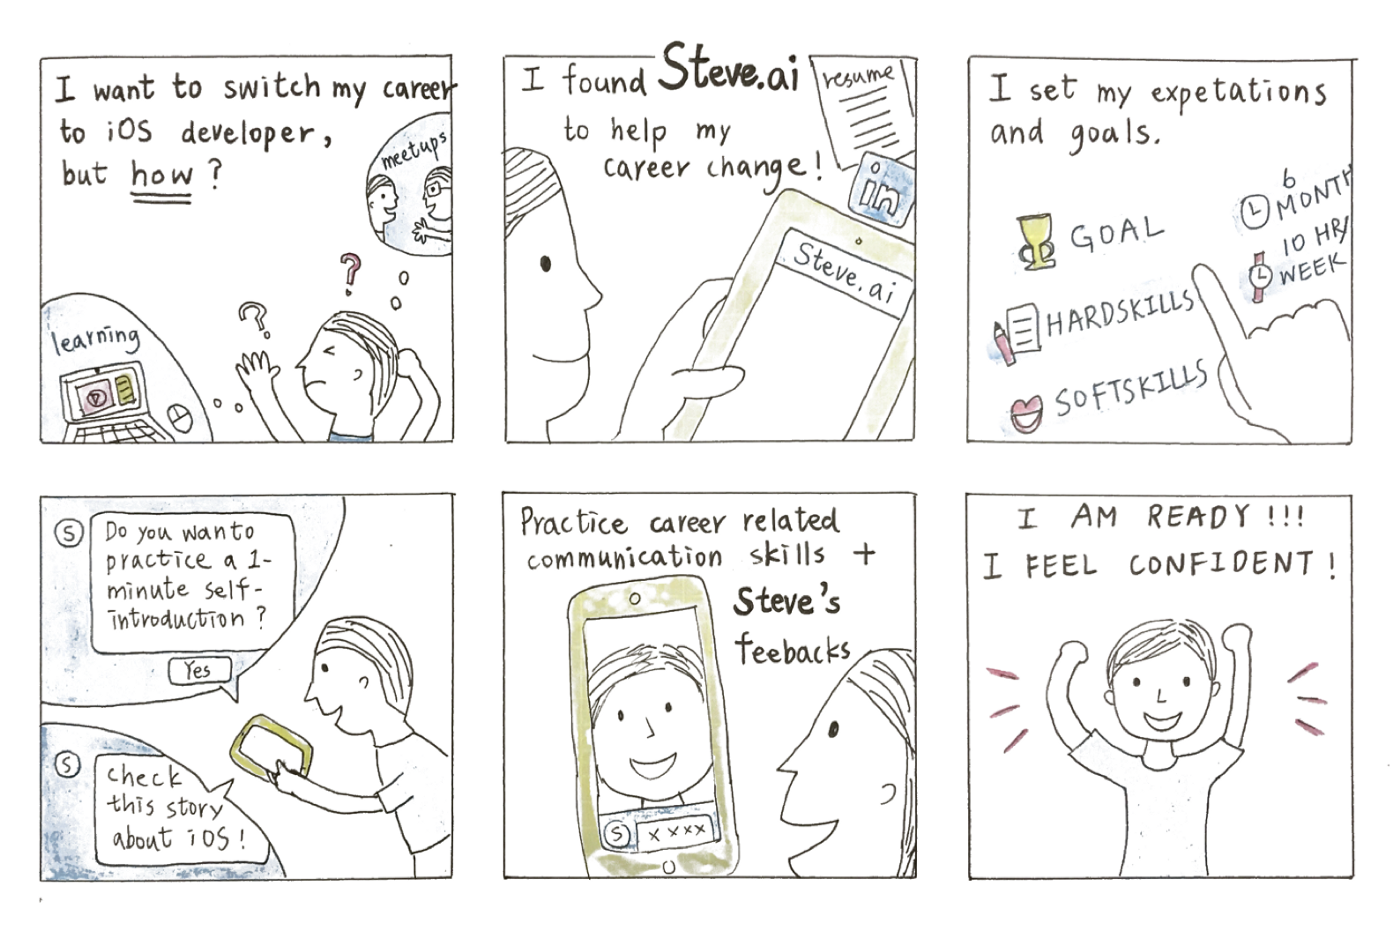 I want to switch my career
to iOS developer,
but how?
meetups
? ?
learning
I found Steve.ai
to help my
career change!
resume
in
Steve.ai
I set my expetations
and goals.
GOAL
HARDSKILLS
SOFTSKILLS
6
MONTH
10 HR/
WEEK
S
Do you wanto
practice a 1-
minute self-
introduction?
Yes
S
check
this story
about iOS!
Practice career related
communication skills +
Steve's
feebacks
S
xxxx
I AM READY!!!
I FEEL CONFIDENT!